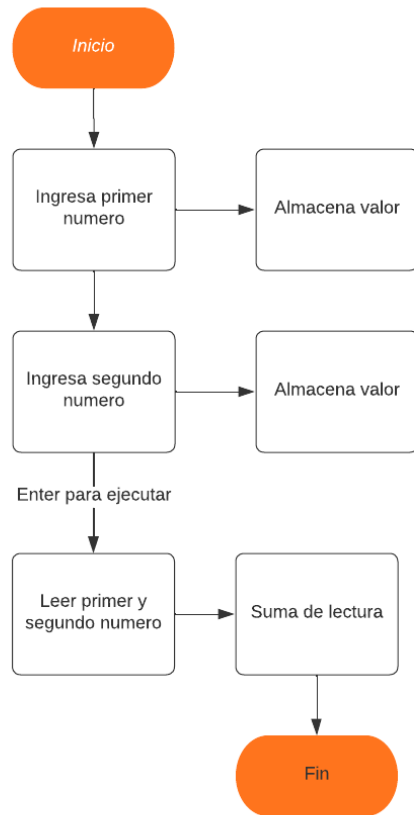 Inicio
Ingresa primer
numero
Almacena valor
Ingresa segundo
numero
Almacena valor
Enter para ejecutar
Leer primer y
segundo numero
Suma de lectura
Fin